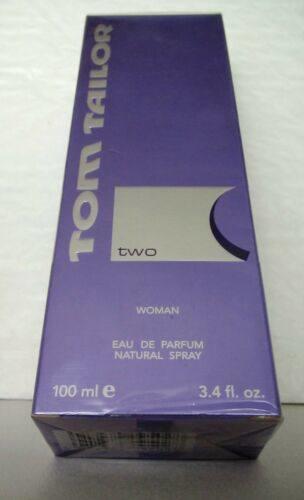 TOM TAILOR
two
WOMAN
EAU DE PARFUM
NATURAL SPRAY
100 ml e 3.4 fl. oz.